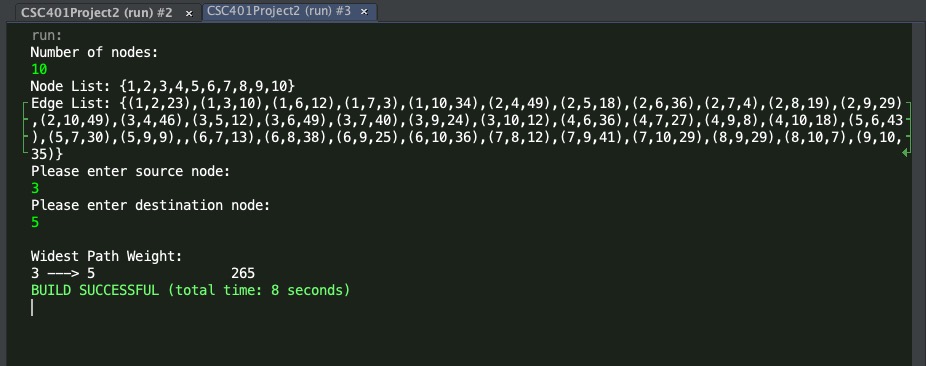 CSC401Project2 (run) #2 × CSC401Project2 (run) #3 ×
run:
Number of nodes:
10
Node List: {1,2,3,4,5,6,7,8,9,10}
Edge List: {(1,2,23),(1,3,10),(1,6,12),(1,7,3),(1,10,34),(2,4,49),(2,5,18),(2,6,36),(2,7,4),(2,8,19),(2,9,29)
,(2,10,49),(3,4,46),(3,5,12),(3,6,49),(3,7,40),(3,9,24),(3,10,12),(4,6,36),(4,7,27),(4,9,8),(4,10,18),(5,6,43
),(5,7,30),(5,9,9),,(6,7,13),(6,8,38),(6,9,25),(6,10,36),(7,8,12),(7,9,41),(7,10,29),(8,9,29),(8,10,7),(9,10,
35)}
Please enter source node:
3
Please enter destination node:
5
Widest Path Weight:
3 ---> 5 265
BUILD SUCCESSFUL (total time: 8 seconds)